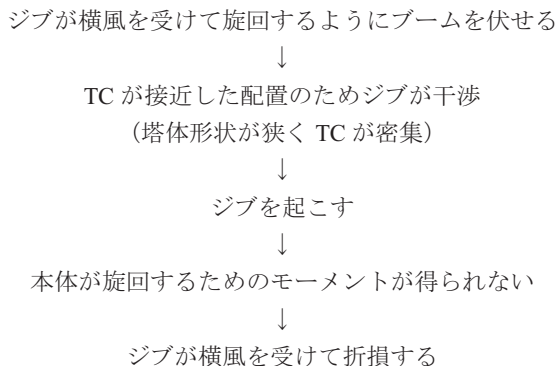 ジブが横風を受けて旋回するようにブームを伏せる
↓
TC が接近した配置のためジブが干渉
（塔体形状が狭く TC が密集）
↓
ジブを起こす
↓
本体が旋回するためのモーメントが得られない
↓
ジブが横風を受けて折損する